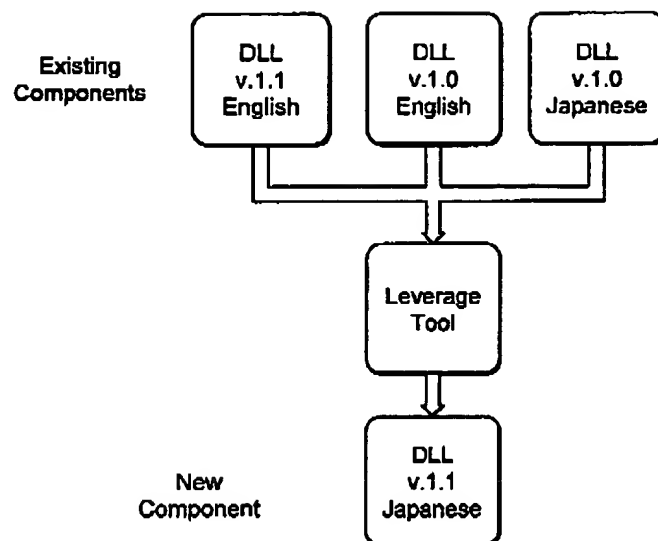 Existing
Components
DLL
v.1.1
English
DLL
v.1.0
English
DLL
v.1.0
Japanese
Leverage
Tool
New
Component
DLL
v.1.1
Japanese